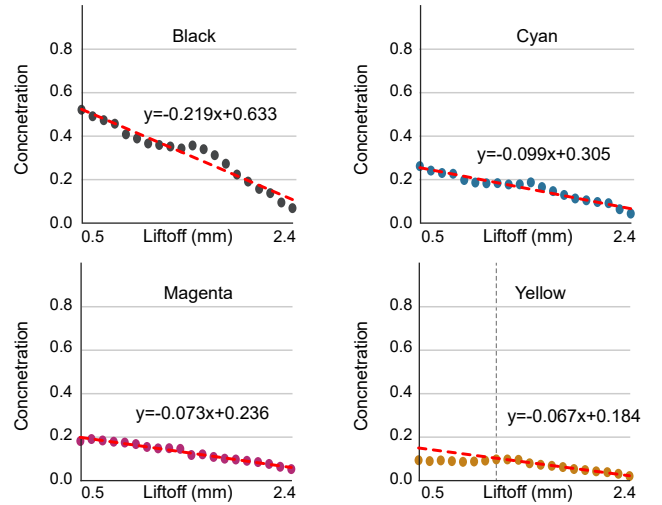 Black
Concnetration
0.8
0.6
0.4
0.2
0.0
y=-0.219x+0.633
0.5
Liftoff (mm)
2.4
Cyan
Concnetration
0.8
0.6
0.4
0.2
0.0
y=-0.099x+0.305
0.5
Liftoff (mm)
2.4
Magenta
Concnetration
0.8
0.6
0.4
0.2
0.0
y=-0.073x+0.236
0.5
Liftoff (mm)
2.4
Yellow
Concnetration
0.8
0.6
0.4
0.2
0.0
y=-0.067x+0.184
0.5
Liftoff (mm)
2.4